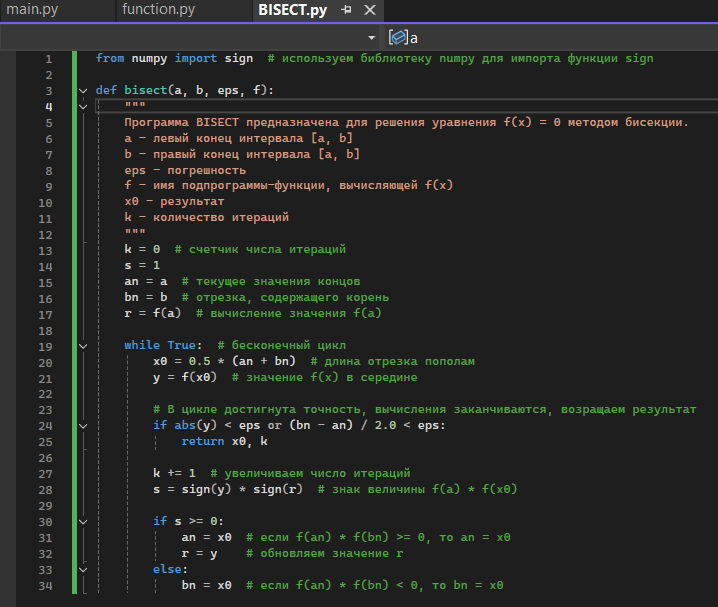 main.py function.py BISECT.py
a
1 from numpy import sign  # используем библиотеку numpy для импорта функции sign
2
3 def bisect(a, b, eps, f):
4     """
5     Программа BISECT предназначена для решения уравнения f(x) = 0 методом бисекции.
6     a - левый конец интервала [a, b]
7     b - правый конец интервала [a, b]
8     eps - погрешность
9     f - имя подпрограммы-функции, вычисляющей f(x)
10     x0 - результат
11     k - количество итераций
12     """
13     k = 0  # счетчик числа итераций
14     s = 1
15     an = a  # текущее значения концов
16     bn = b  # отрезка, содержащего корень
17     r = f(a)  # вычисление значения f(a)
18
19     while True:  # бесконечный цикл
20         x0 = 0.5 * (an + bn)  # длина отрезка пополам
21         y = f(x0)  # значение f(x) в середине
22
23         # В цикле достигнута точность, вычисления заканчиваются, возращаем результат
24         if abs(y) < eps or (bn - an) / 2.0 < eps:
25             return x0, k
26
27         k += 1  # увеличиваем число итераций
28         s = sign(y) * sign(r)  # знак величины f(a) * f(x0)
29
30         if s >= 0:
31             an = x0  # если f(an) * f(bn) >= 0, то an = x0
32             r = y    # обновляем значение r
33         else:
34             bn = x0  # если f(an) * f(bn) < 0, то bn = x0